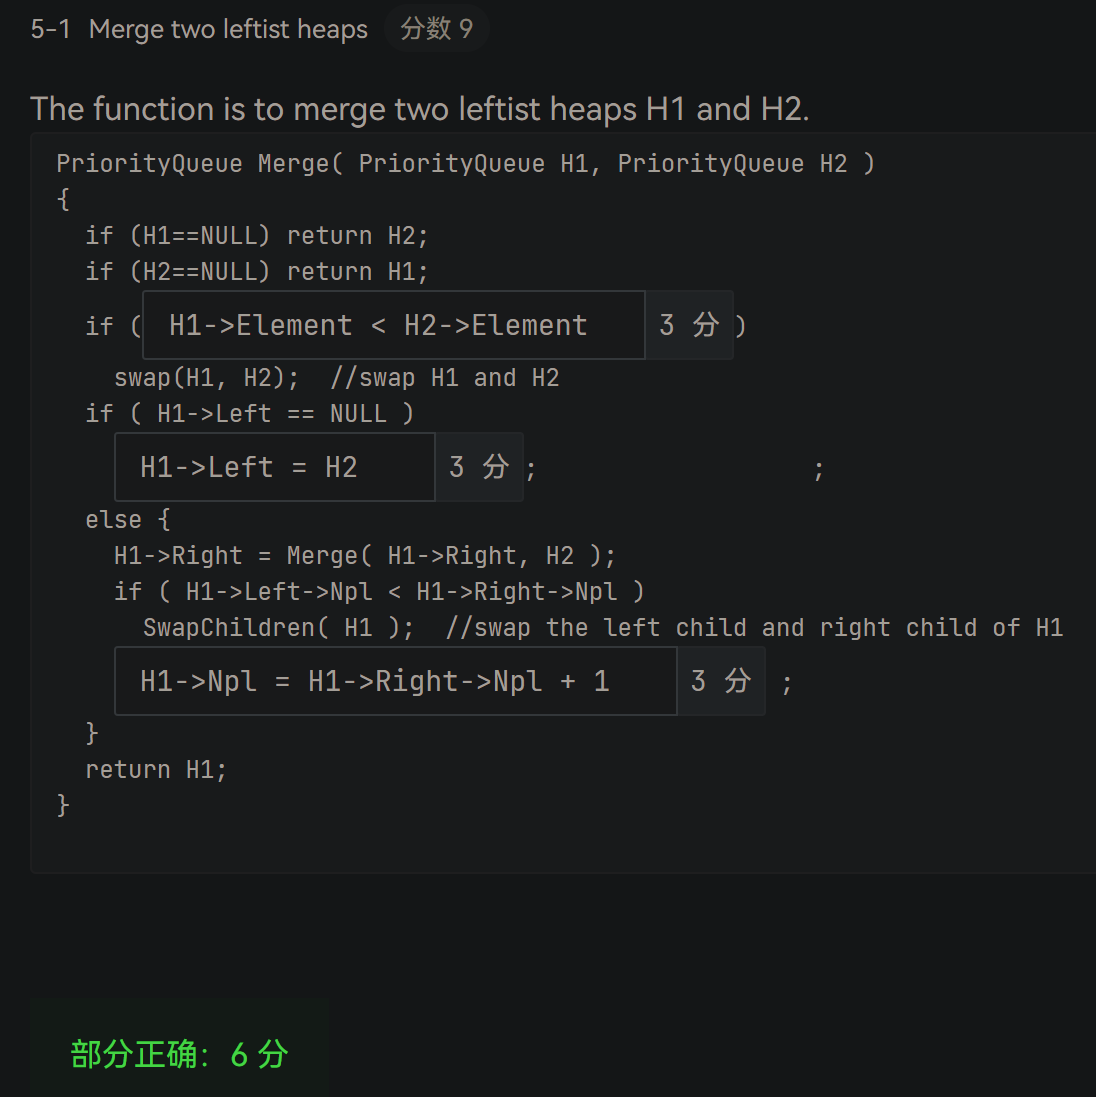 5-1 Merge two leftist heaps 分数 9
The function is to merge two leftist heaps H1 and H2.
PriorityQueue Merge( PriorityQueue H1, PriorityQueue H2 )
{
if (H1==NULL) return H2;
if (H2==NULL) return H1;
if ( H1->Element < H2->Element 3 分 )
swap(H1, H2); //swap H1 and H2
if ( H1->Left == NULL )
H1->Left = H2 3 分 ; ;
else {
H1->Right = Merge( H1->Right, H2 );
if ( H1->Left->Npl < H1->Right->Npl )
SwapChildren( H1 ); //swap the left child and right child of H1
H1->Npl = H1->Right->Npl + 1 3 分 ;
}
return H1;
}
部分正确: 6 分